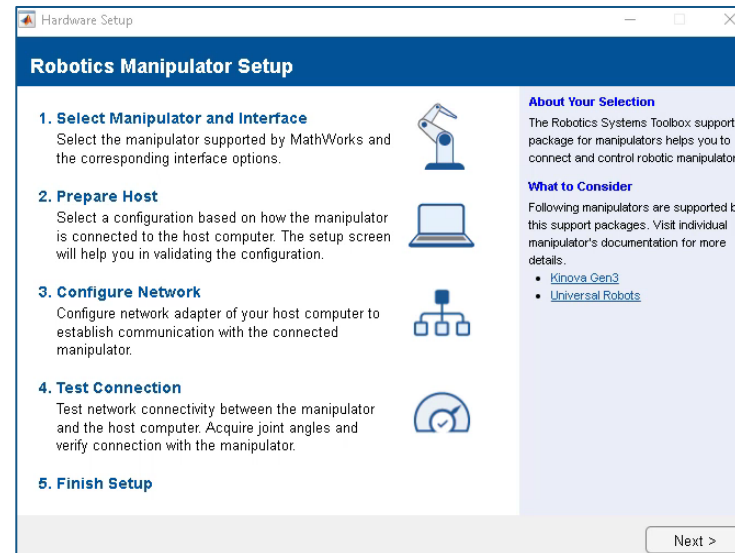 Hardware Setup
Robotics Manipulator Setup
1. Select Manipulator and Interface
Select the manipulator supported by MathWorks and
the corresponding interface options.
2. Prepare Host
Select a configuration based on how the manipulator
is connected to the host computer. The setup screen
will help you in validating the configuration.
3. Configure Network
Configure network adapter of your host computer to
establish communication with the connected
manipulator.
4. Test Connection
Test network connectivity between the manipulator
and the host computer. Acquire joint angles and
verify connection with the manipulator.
5. Finish Setup
About Your Selection
The Robotics Systems Toolbox support
package for manipulators helps you to
connect and control robotic manipulator
What to Consider
Following manipulators are supported b
this support packages. Visit individual
manipulator's documentation for more
details.
• Kinova Gen3
• Universal Robots
Next >